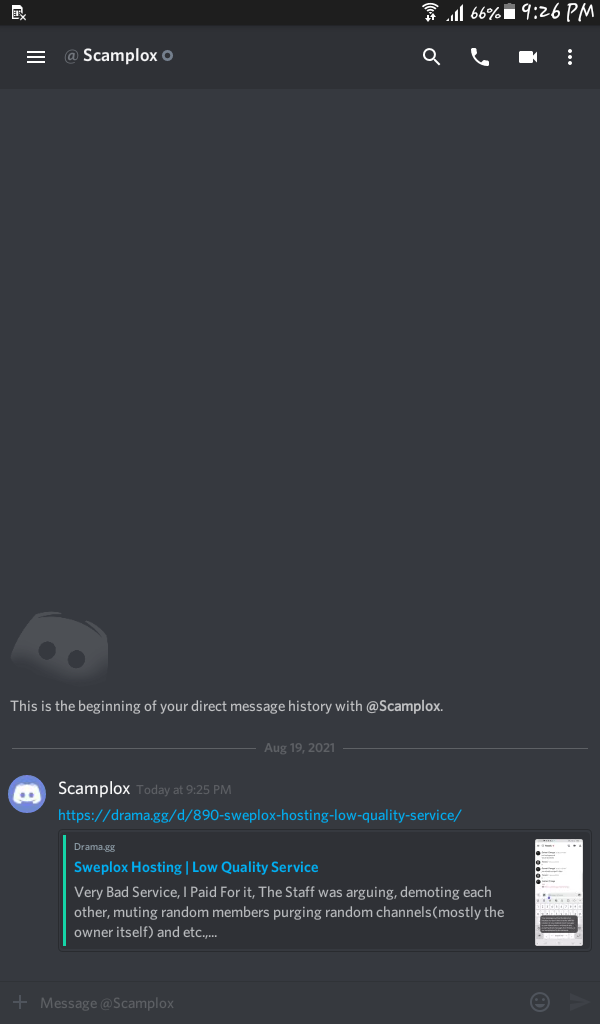 66% 9:26 PM
@ Scamplox
This is the beginning of your direct message history with @Scamplox.
Aug 19, 2021
Scamplox Today at 9:25 PM
https://drama.gg/d/890-sweplox-hosting-low-quality-service/
Drama.gg
Sweplox Hosting | Low Quality Service
Very Bad Service, I Paid For it, The Staff was arguing, demoting each
other, muting random members purging random channels(mostly the
owner itself) and etc.,...
Message @Scamplox